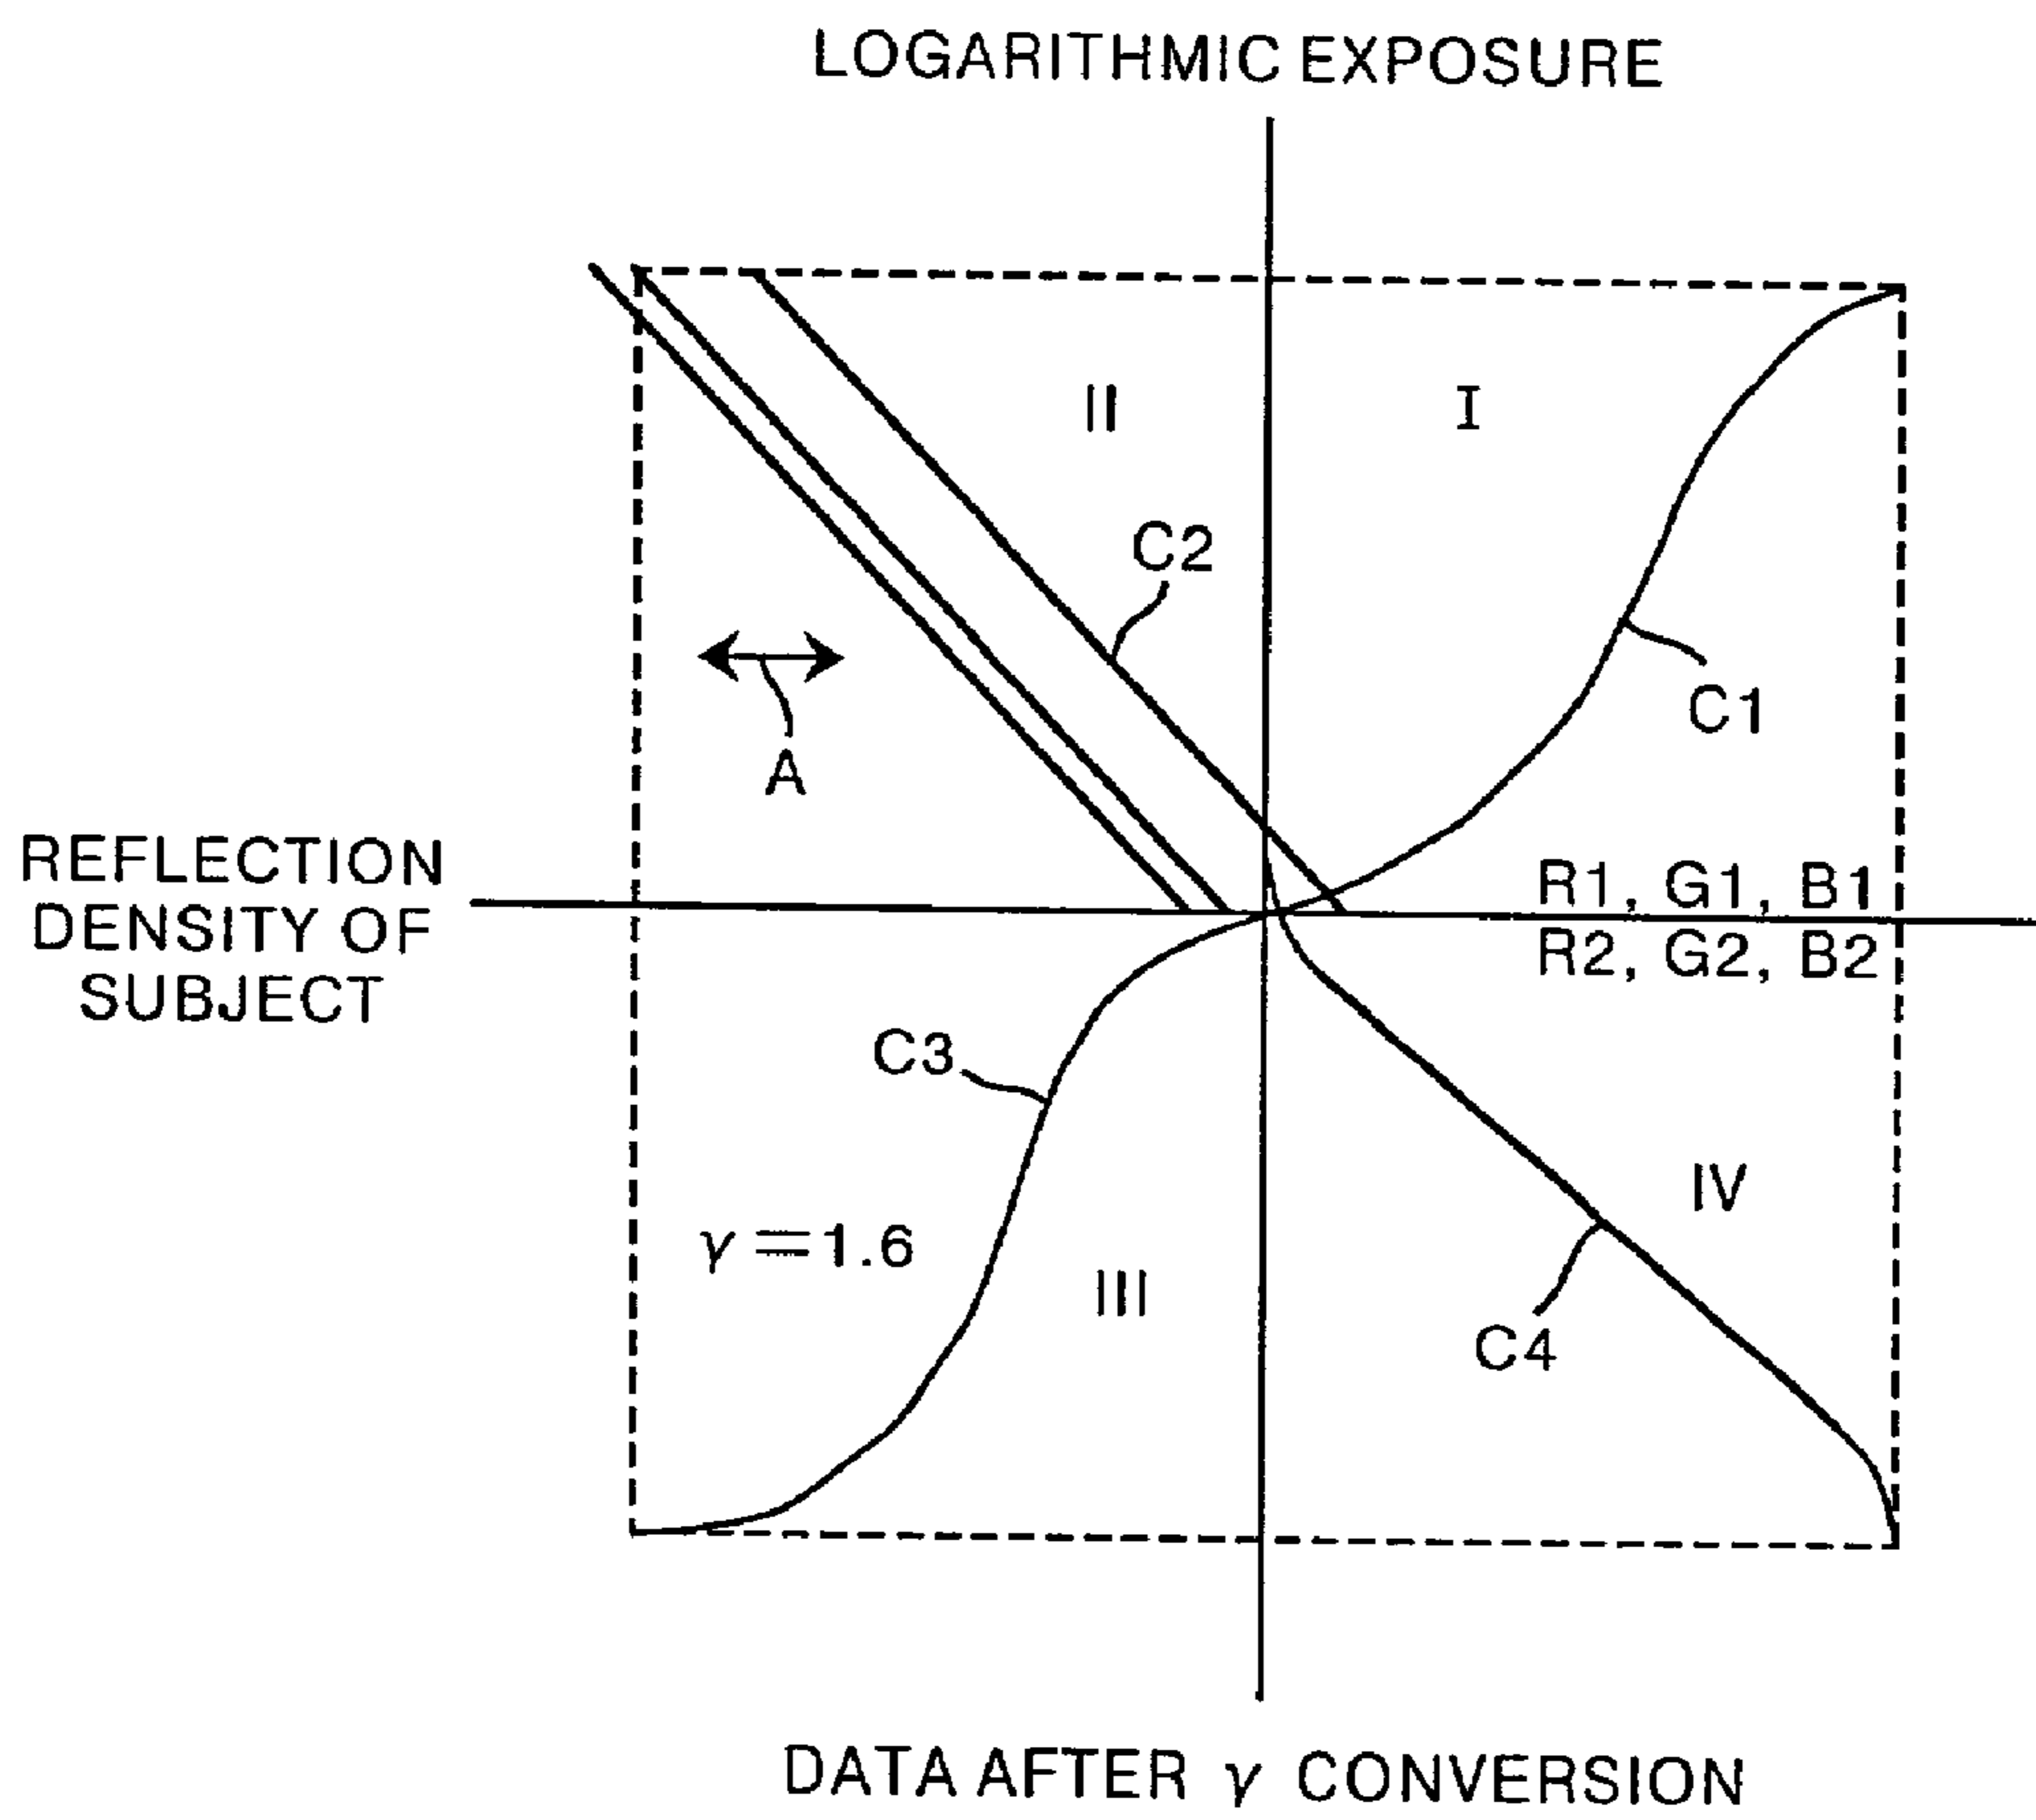 LOGARITHMIC EXPOSURE
II
I
C2
C1
A
REFLECTION
DENSITY OF
SUBJECT
R1, G1, B1
R2, G2, B2
C3
IV
γ=1.6
III
C4
DATA AFTER γ CONVERSION